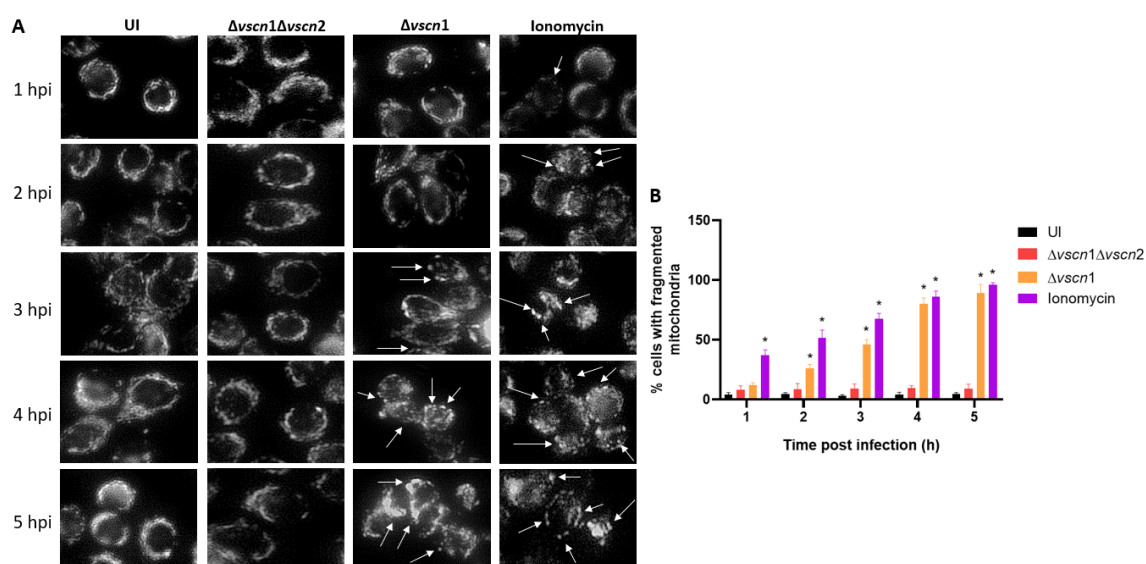 A
UI
Δvscn1Δvscn2
Δvscn1
Ionomycin
1 hpi
2 hpi
3 hpi
4 hpi
5 hpi
B
150
100
50
0
% cells with fragmented
mitochondria
* * * * * * * * *
1 2 3 4 5
Time post infection (h)
UI
Δvscn1Δvscn2
Δvscn1
Ionomycin